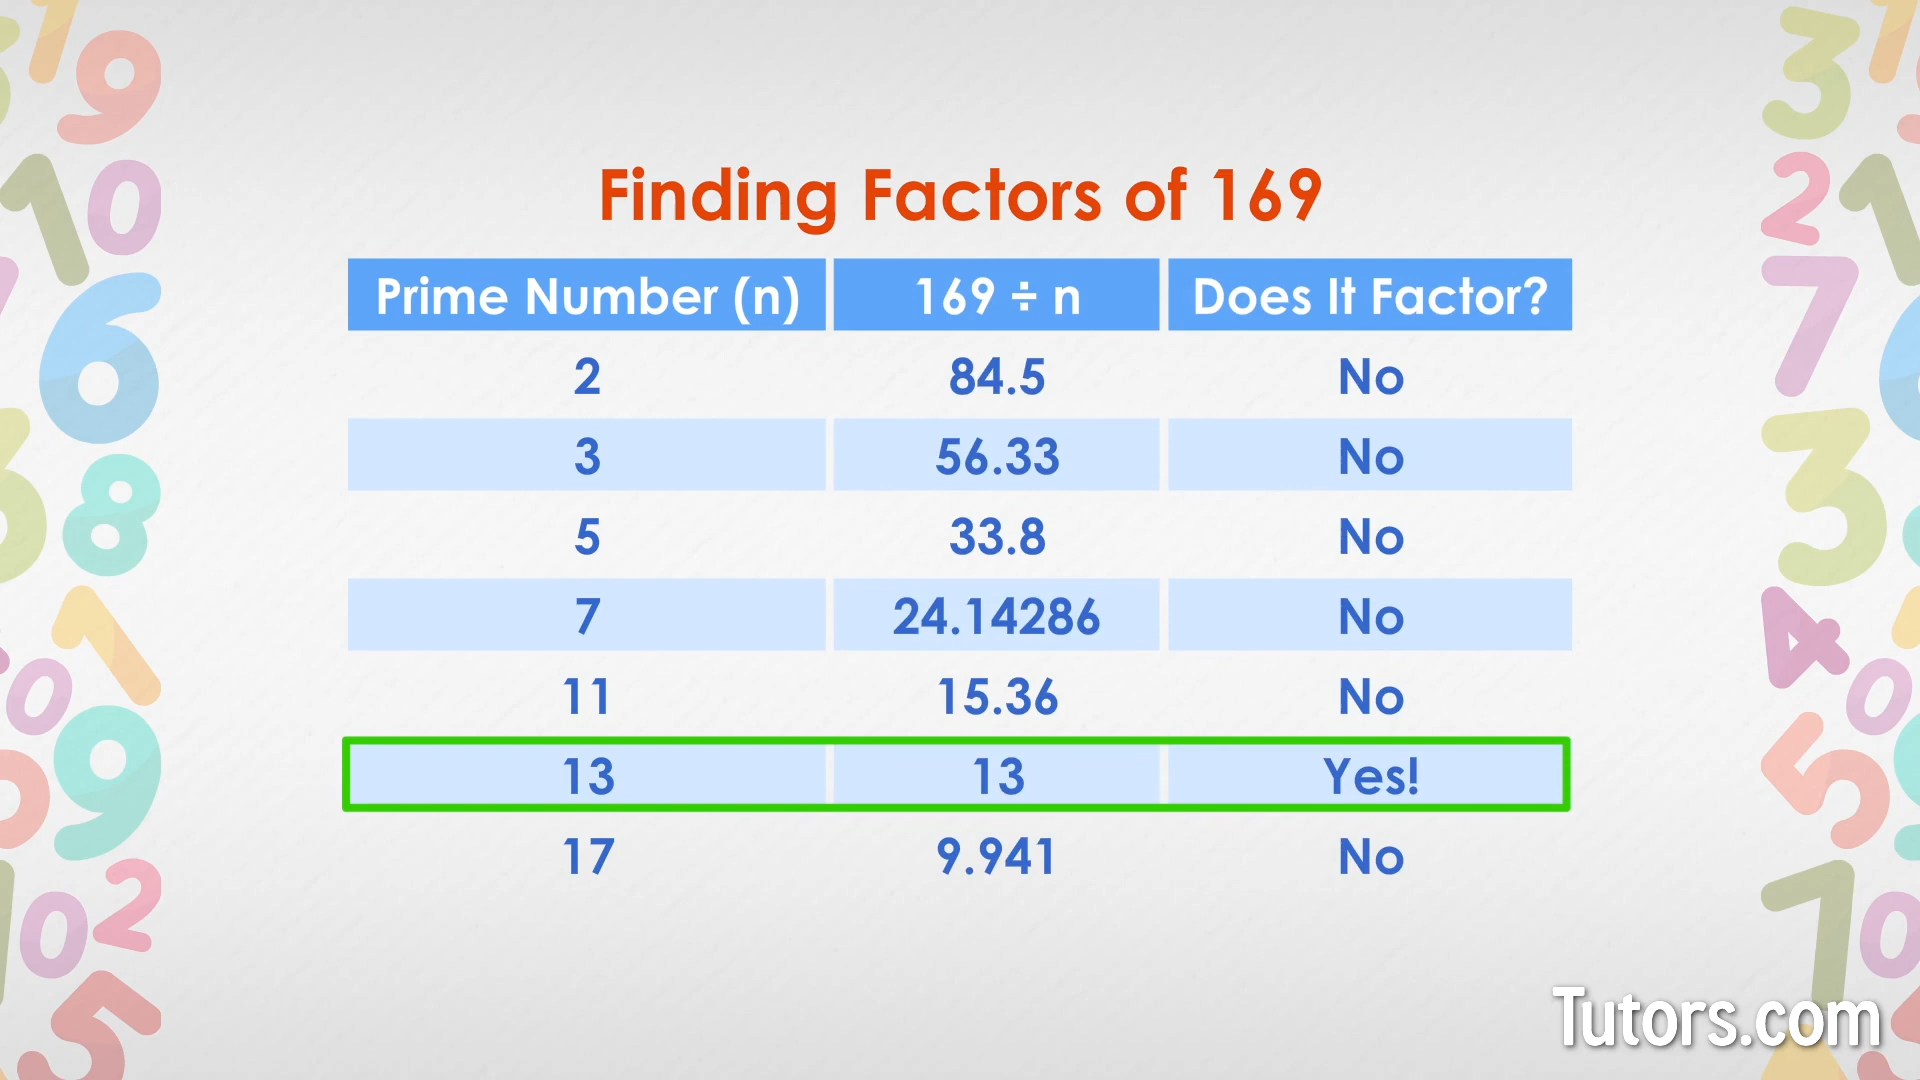 Finding Factors of 169
Prime Number (n) 169 ÷ n Does It Factor?
2 84.5 No
3 56.33 No
5 33.8 No
7 24.14286 No
11 15.36 No
13 13 Yes!
17 9.941 No
Tutors.com